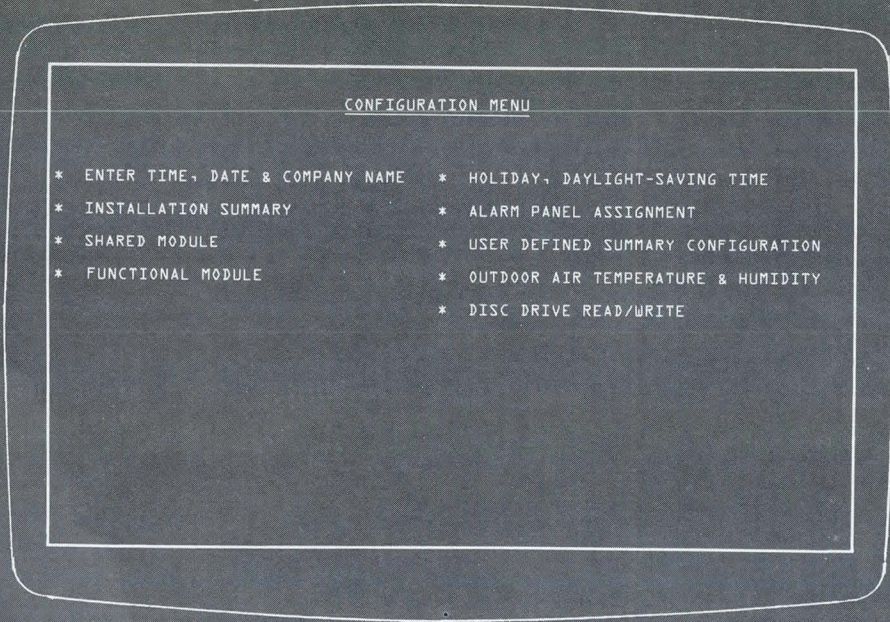 CONFIGURATION MENU
* ENTER TIME, DATE & COMPANY NAME
* INSTALLATION SUMMARY
* SHARED MODULE
* FUNCTIONAL MODULE
* HOLIDAY, DAYLIGHT-SAVING TIME
* ALARM PANEL ASSIGNMENT
* USER DEFINED SUMMARY CONFIGURATION
* OUTDOOR AIR TEMPERATURE & HUMIDITY
* DISC DRIVE READ/WRITE